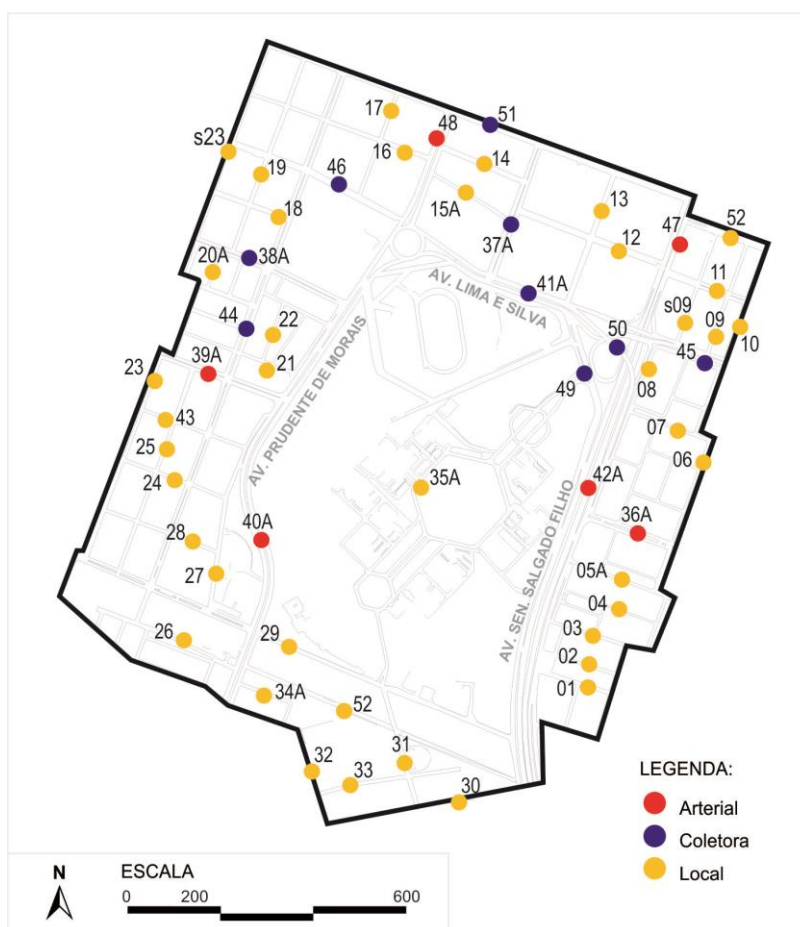 17
48
51
s23
16
14
46
19
15A
13
18
37A
47
52
12
38A
20A
11
41A
AV. LIMA E SILVA
44
22
s09
09
10
50
45
39A
21
49
08
23
AV. PRUDENTE DE MORAIS
43
07
25
06
24
35A
42A
36A
28
40A
27
AV. SEN. SALGADO FILHO
05A
04
26
29
03
02
34A
52
01
32
33
31
30
LEGENDA:
Arterial
Coletora
Local
N
ESCALA
0 200 600